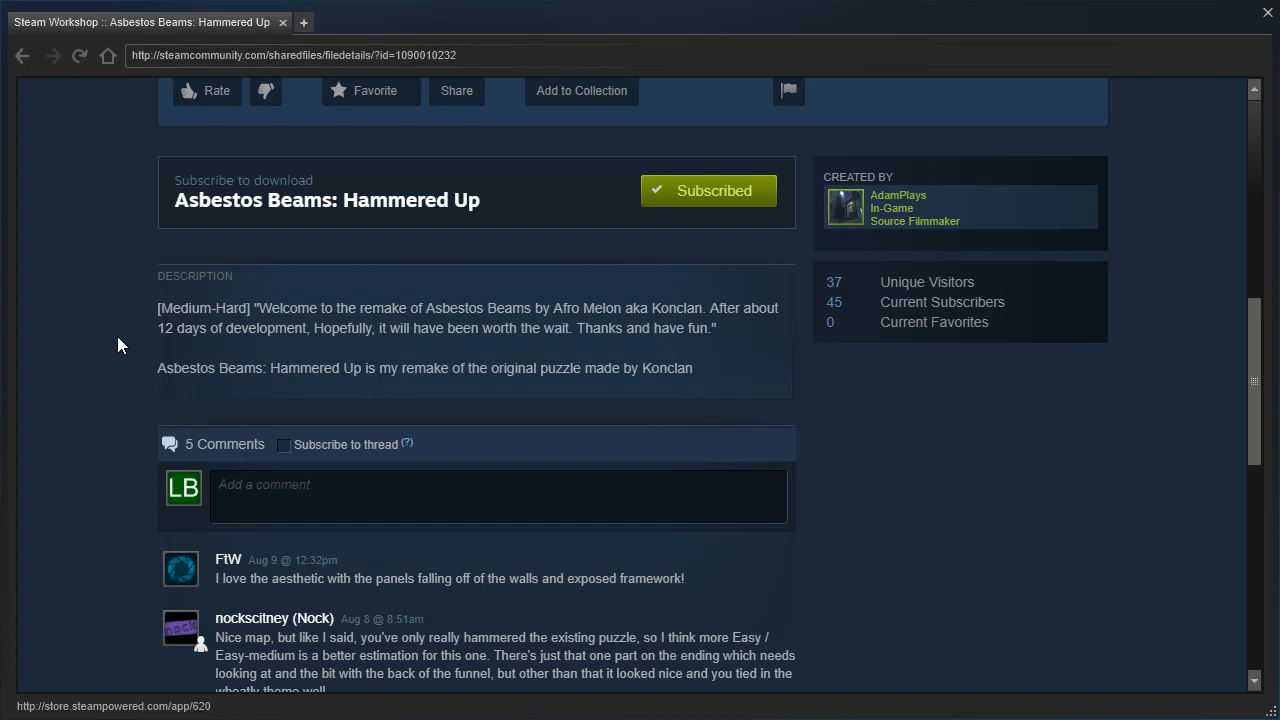 Steam Workshop :: Asbestos Beams: Hammered Up
http://steamcommunity.com/sharedfiles/filedetails/?id=1090010232
Rate
Favorite
Share
Add to Collection
Subscribe to download
Asbestos Beams: Hammered Up
Subscribed
CREATED BY
AdamPlays
In-Game
Source Filmmaker
37 Unique Visitors
45 Current Subscribers
0 Current Favorites
DESCRIPTION
[Medium-Hard] "Welcome to the remake of Asbestos Beams by Afro Melon aka Konclan. After about
12 days of development, Hopefully, it will have been worth the wait. Thanks and have fun."
Asbestos Beams: Hammered Up is my remake of the original puzzle made by Konclan
5 Comments Subscribe to thread (?)
LB
Add a comment
FtW Aug 9 @ 12:32pm
I love the aesthetic with the panels falling off of the walls and exposed framework!
nock
nockscitney (Nock) Aug 8 @ 8:51am
Nice map, but like I said, you've only really hammered the existing puzzle, so I think more Easy /
Easy-medium is a better estimation for this one. There's just that one part on the ending which needs
looking at and the bit with the back of the funnel, but other than that it looked nice and you tied in the
wheatly theme well
http://store.steampowered.com/app/620